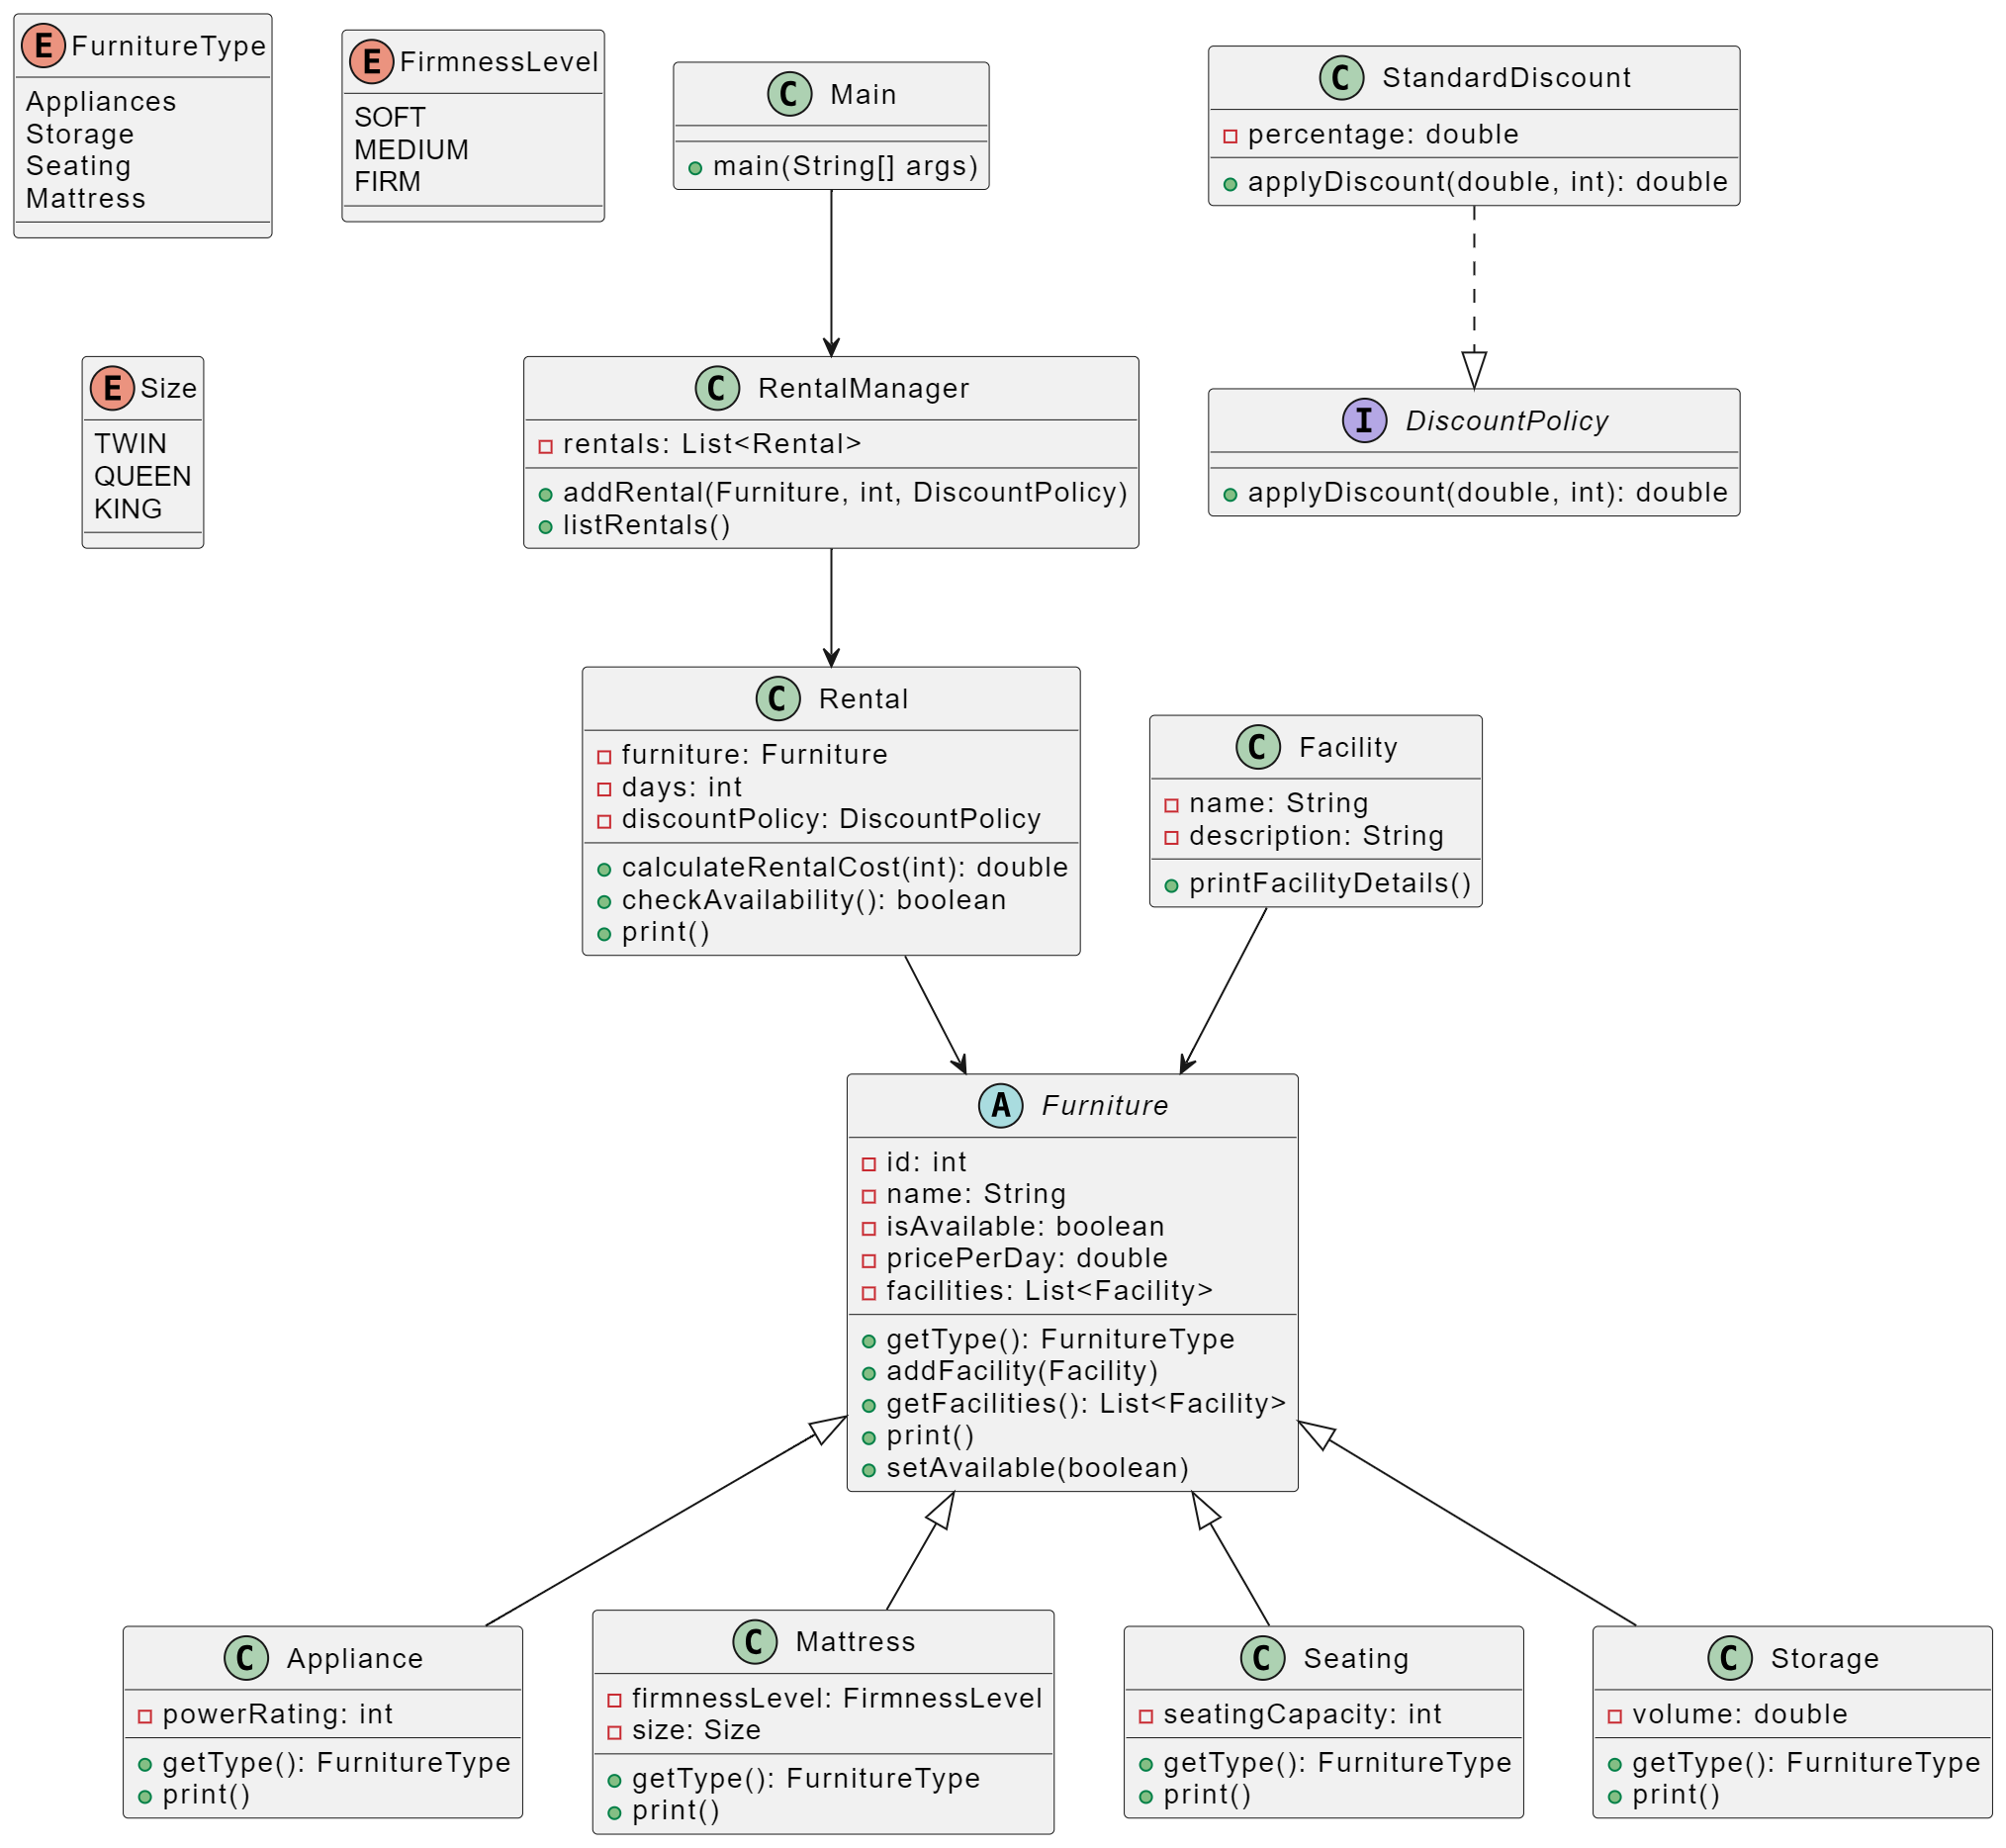 E FurnitureType
Appliances
Storage
Seating
Mattress
E FirmnessLevel
SOFT
MEDIUM
FIRM
C Main
main(String[] args)
C StandardDiscount
percentage: double
applyDiscount(double, int): double
E Size
TWIN
QUEEN
KING
C RentalManager
rentals: List<Rental>
addRental(Furniture, int, DiscountPolicy)
listRentals()
I DiscountPolicy
applyDiscount(double, int): double
C Rental
furniture: Furniture
days: int
discountPolicy: DiscountPolicy
calculateRentalCost(int): double
checkAvailability(): boolean
print()
C Facility
name: String
description: String
printFacilityDetails()
A Furniture
id: int
name: String
isAvailable: boolean
pricePerDay: double
facilities: List<Facility>
getType(): FurnitureType
addFacility(Facility)
getFacilities(): List<Facility>
print()
setAvailable(boolean)
C Appliance
powerRating: int
getType(): FurnitureType
print()
C Mattress
firmnessLevel: FirmnessLevel
size: Size
getType(): FurnitureType
print()
C Seating
seatingCapacity: int
getType(): FurnitureType
print()
C Storage
volume: double
getType(): FurnitureType
print()